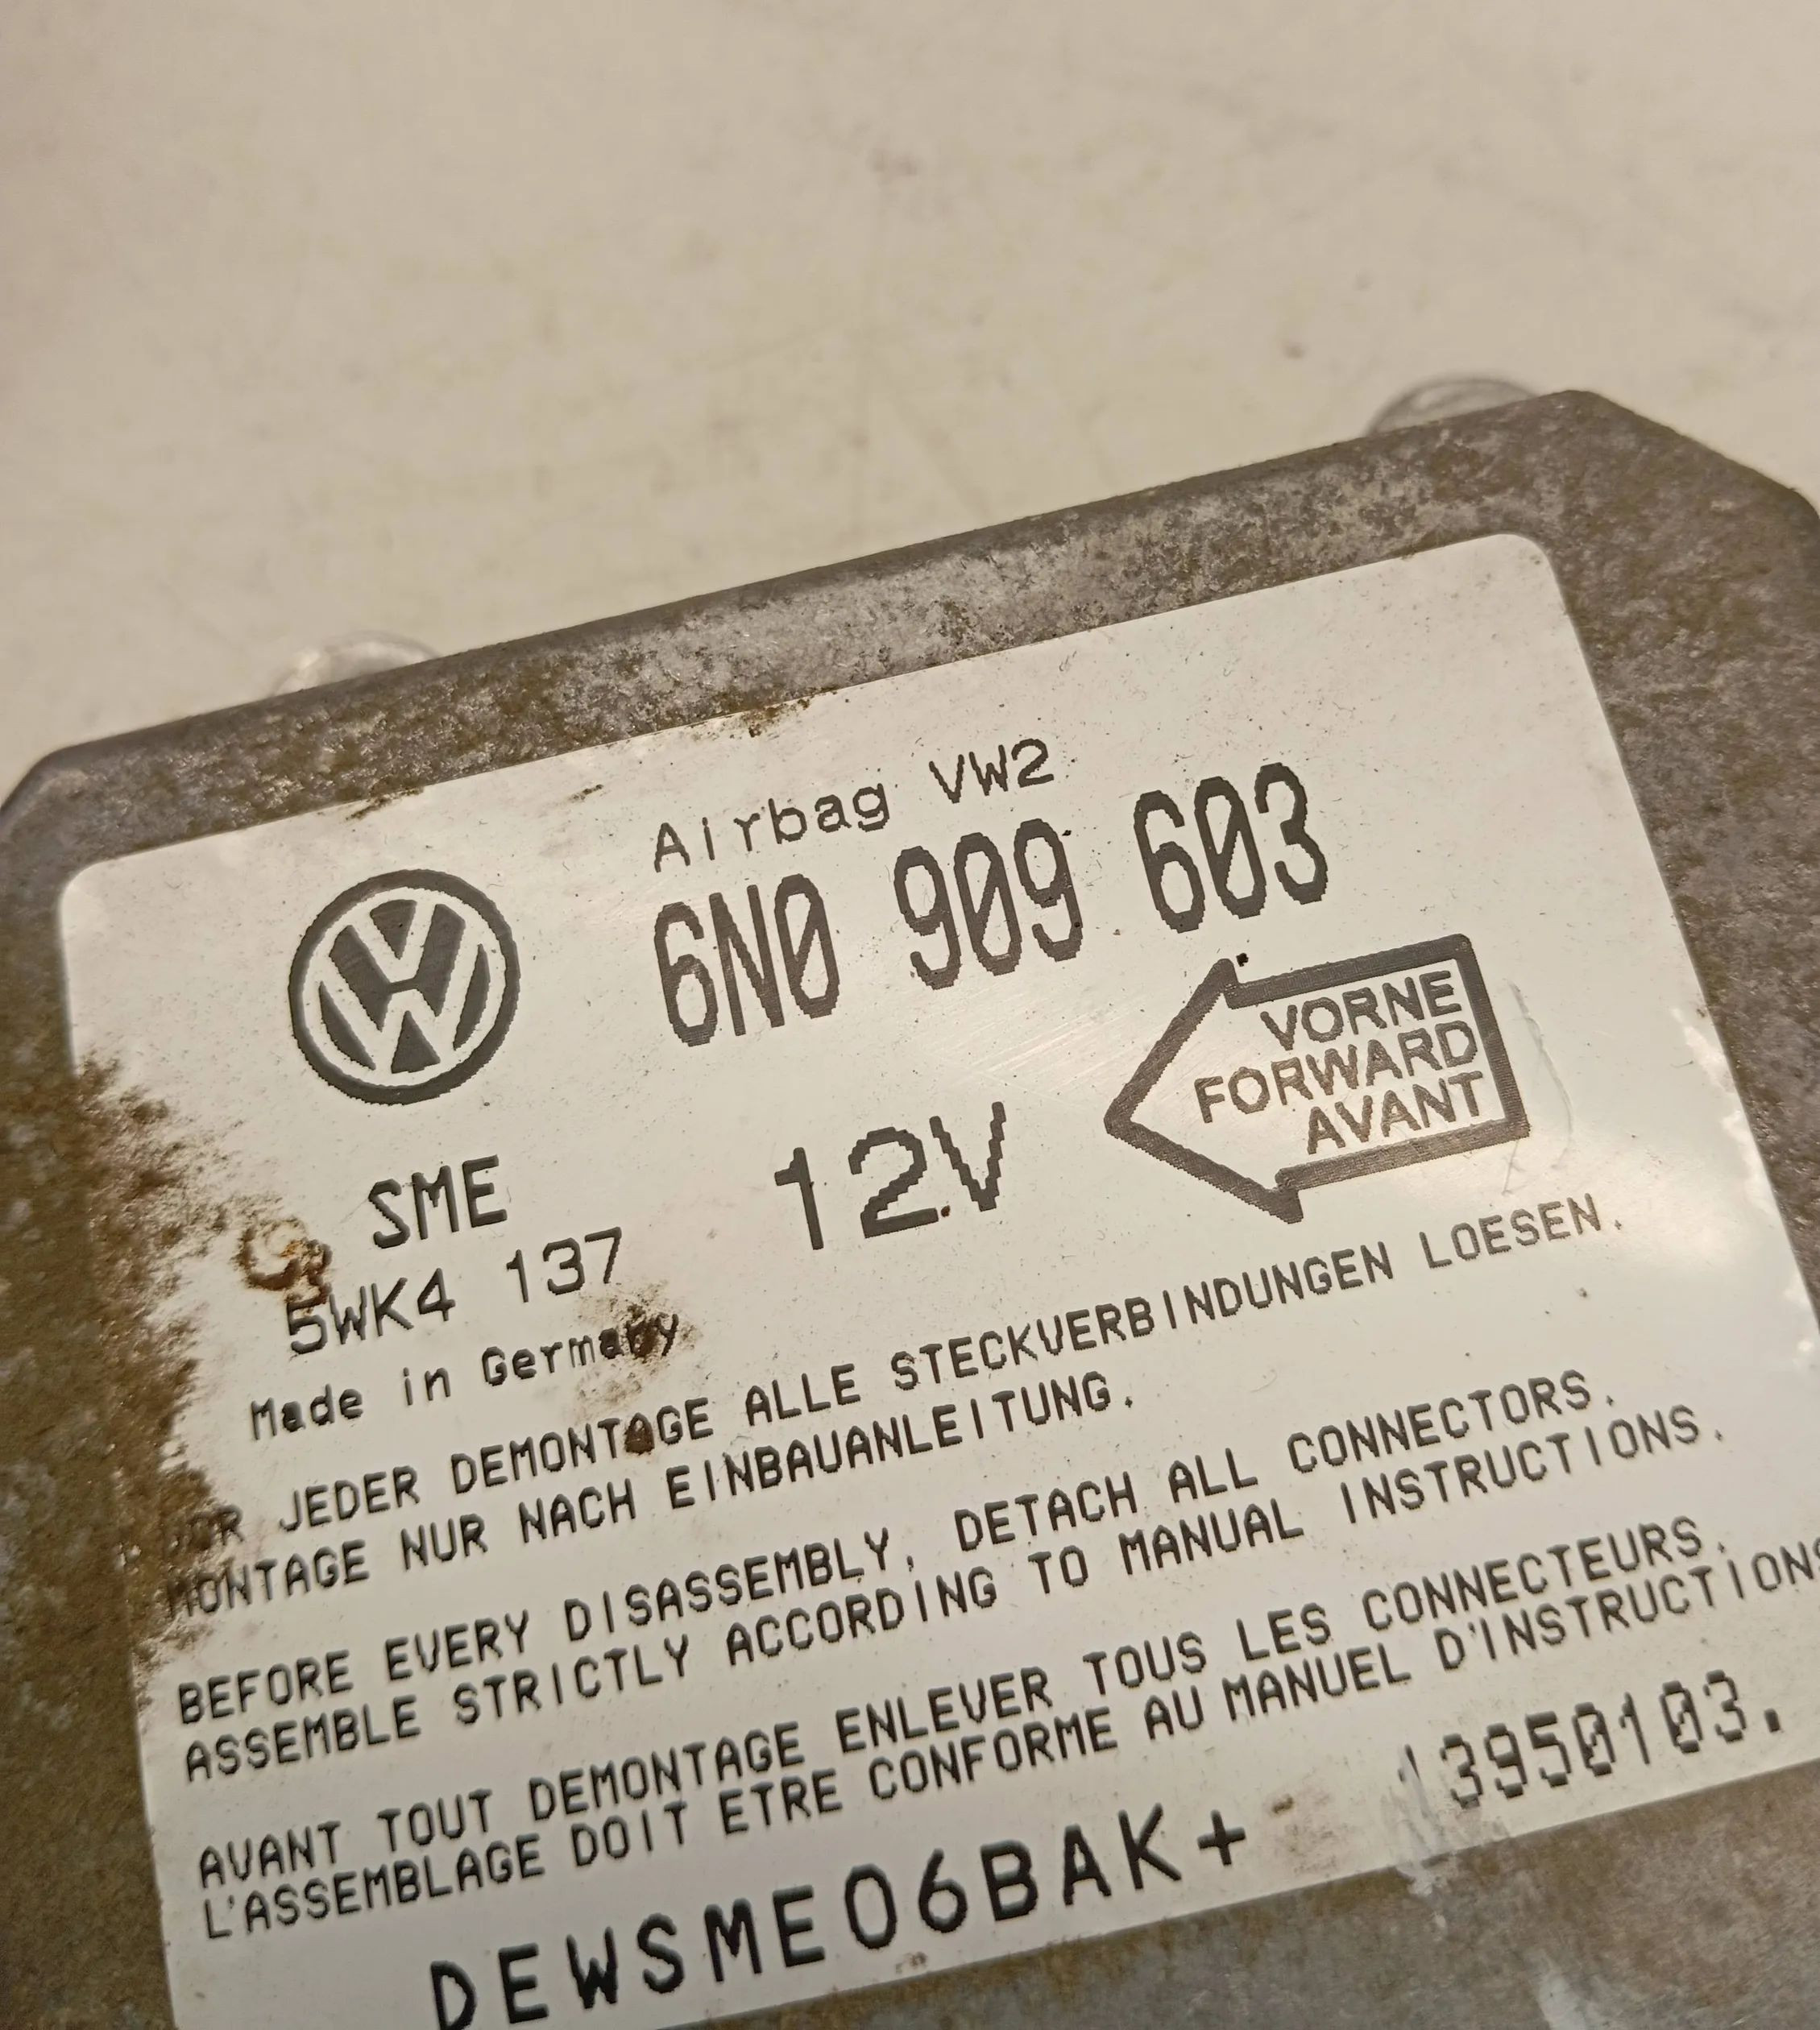 Airbag VW2
6N0 909 603
VORNE
FORWARD
AVANT
SME
12V
5WK4 137
Made in Germany
VOR JEDER DEMONTAGE ALLE STECKVERBINDUNGEN LOESEN.
MONTAGE NUR NACH EINBAUANLEITUNG.
BEFORE EVERY DISASSEMBLY, DETACH ALL CONNECTORS.
ASSEMBLE STRICTLY ACCORDING TO MANUAL INSTRUCTIONS.
AVANT TOUT DEMONTAGE ENLEVER TOUS LES CONNECTEURS.
L'ASSEMBLAGE DOIT ETRE CONFORME AU MANUEL D'INSTRUCTIONS
13950103.
DEWSME06BAK+